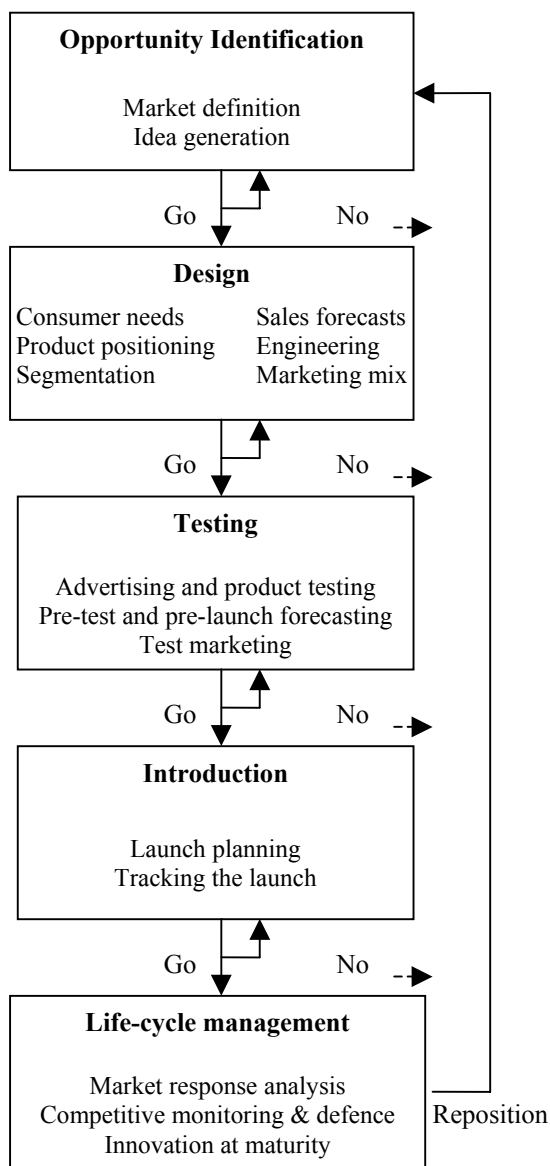 Opportunity Identification
Market definition
Idea generation
Go No
Design
Consumer needs Sales forecasts
Product positioning Engineering
Segmentation Marketing mix
Go No
Testing
Advertising and product testing
Pre-test and pre-launch forecasting
Test marketing
Go No
Introduction
Launch planning
Tracking the launch
Go No
Life-cycle management
Market response analysis
Competitive monitoring & defence Reposition
Innovation at maturity